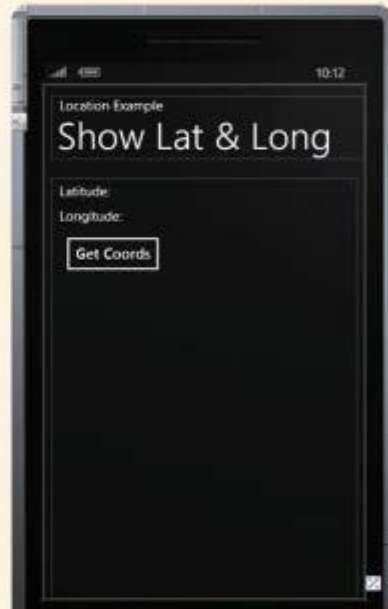 10:12
Location Example
Show Lat & Long
Latitude:
Longitude:
Get Coords